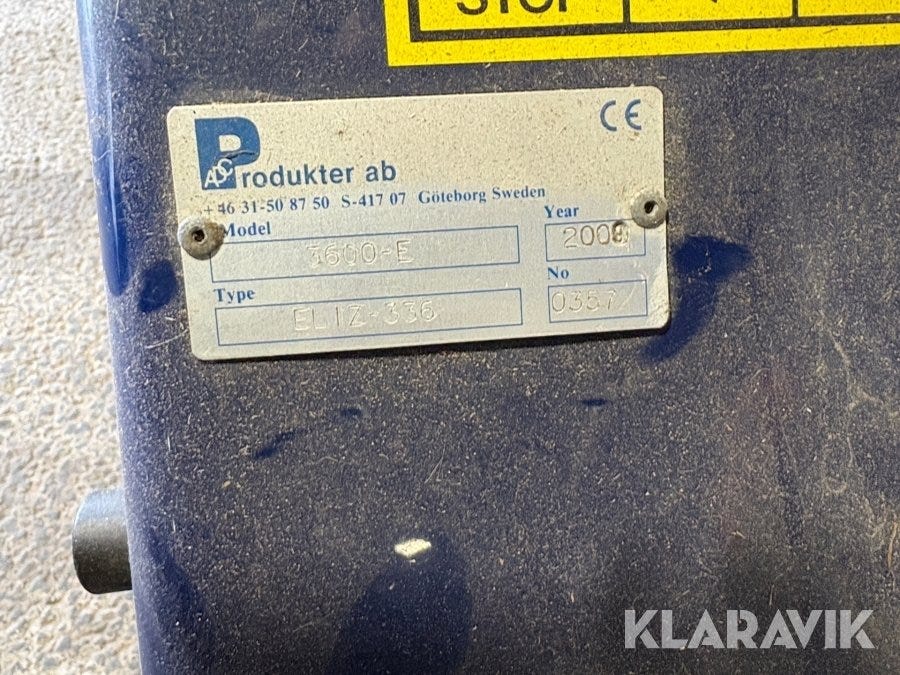 STOP
CE
ASC Produkter ab
+46 31-50 87 50 S-417 07 Göteborg Sweden
Model
3600-E
Year
Type
ELIZ-336
No
0357
KLARAVIK